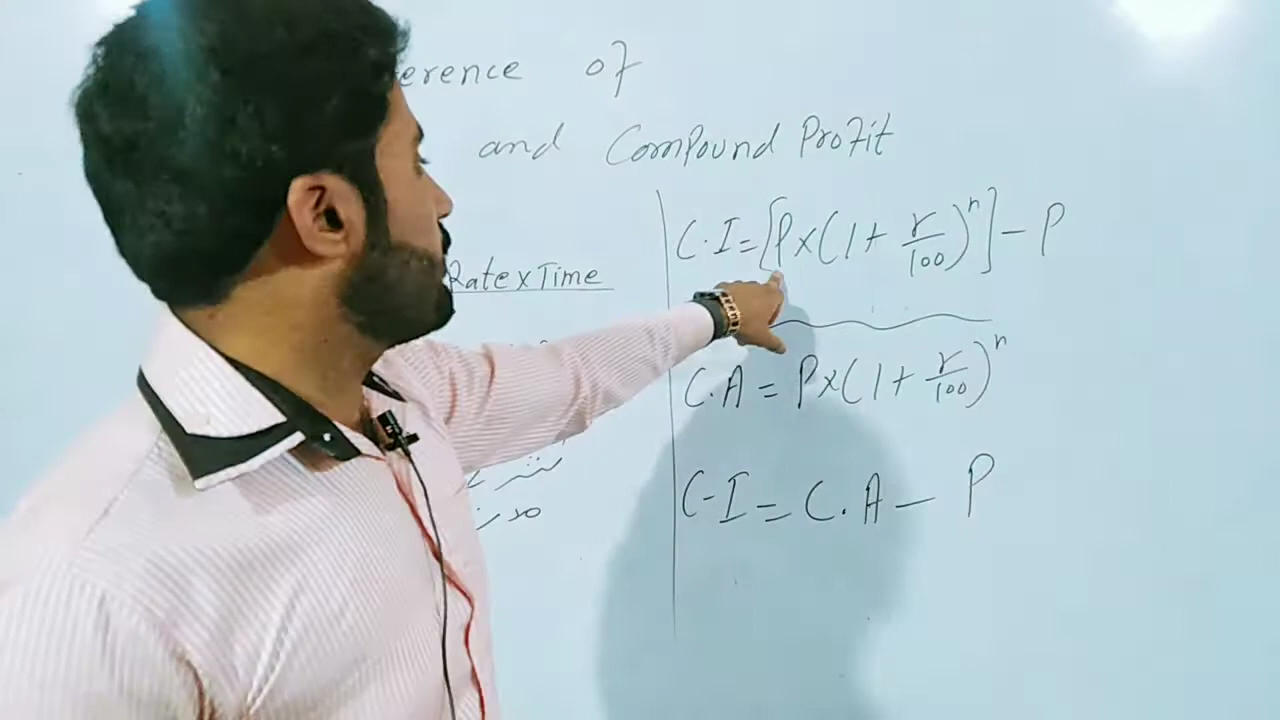 erence of
and Compound Profit
Rate x Time
C.I = [P x (1 + r/100)^n] - P
C.A = P x (1 + r/100)^n
C-I = C.A - P